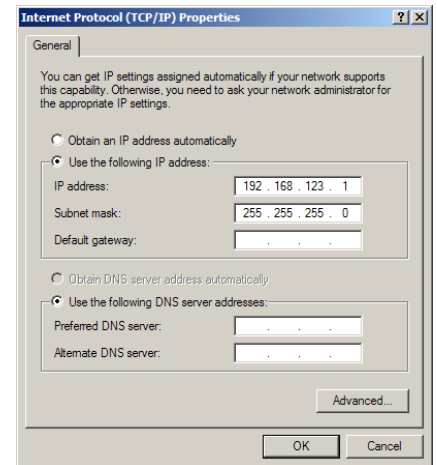 Internet Protocol (TCP/IP) Properties
General
You can get IP settings assigned automatically if your network supports
this capability. Otherwise, you need to ask your network administrator for
the appropriate IP settings.
Obtain an IP address automatically
Use the following IP address:
IP address: 192 . 168 . 123 . 1
Subnet mask: 255 . 255 . 255 . 0
Default gateway: . . .
Obtain DNS server address automatically
Use the following DNS server addresses:
Preferred DNS server: . . .
Alternate DNS server: . . .
Advanced...
OK Cancel